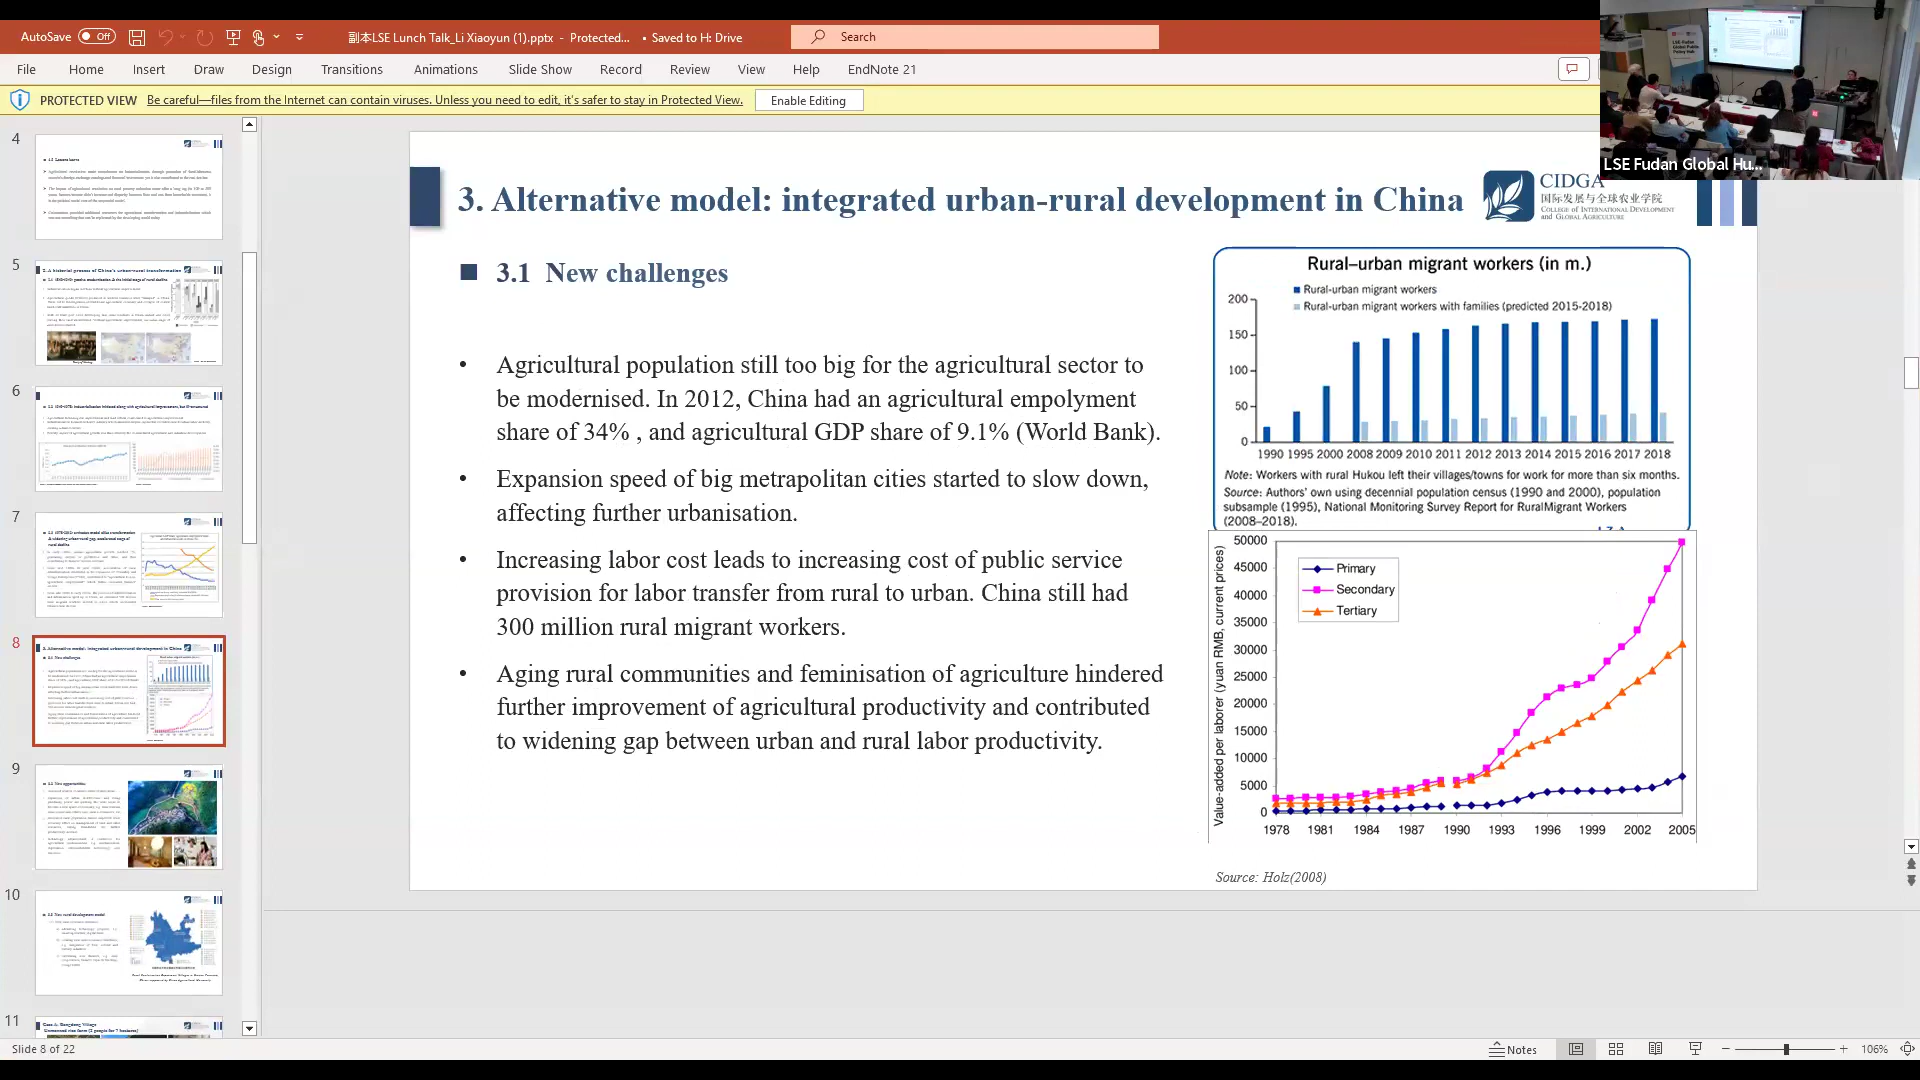 AutoSave Off 副本LSE Lunch Talk_Li Xiaoyun (1).pptx - Protected... • Saved to H: Drive Search
File Home Insert Draw Design Transitions Animations Slide Show Record Review View Help EndNote 21
PROTECTED VIEW Be careful—files from the Internet can contain viruses. Unless you need to edit, it's safer to stay in Protected View. Enable Editing
LSE Fudan Global Hu...
4
5
6
7
8
9
10
11
3. Alternative model: integrated urban-rural development in China
CIDGA
国际发展与全球农业学院
COLLEGE OF INTERNATIONAL DEVELOPMENT
AND GLOBAL AGRICULTURE
3.1 New challenges
• Agricultural population still too big for the agricultural sector to
be modernised. In 2012, China had an agricultural empolyment
share of 34% , and agricultural GDP share of 9.1% (World Bank).
• Expansion speed of big metrapolitan cities started to slow down,
affecting further urbanisation.
• Increasing labor cost leads to increasing cost of public service
provision for labor transfer from rural to urban. China still had
300 million rural migrant workers.
• Aging rural communities and feminisation of agriculture hindered
further improvement of agricultural productivity and contributed
to widening gap between urban and rural labor productivity.
Rural–urban migrant workers (in m.)
Rural-urban migrant workers
Rural-urban migrant workers with families (predicted 2015-2018)
200
150
100
50
0
1990 1995 2000 2008 2009 2010 2011 2012 2013 2014 2015 2016 2017 2018
Note: Workers with rural Hukou left their villages/towns for work for more than six months.
Source: Authors' own using decennial population census (1990 and 2000), population
subsample (1995), National Monitoring Survey Report for RuralMigrant Workers
(2008–2018).
Value-added per laborer (yuan RMB, current prices)
50000
45000
40000
35000
30000
25000
20000
15000
10000
5000
0
Primary
Secondary
Tertiary
1978 1981 1984 1987 1990 1993 1996 1999 2002 2005
Source: Holz(2008)
Slide 8 of 22 Notes 106%